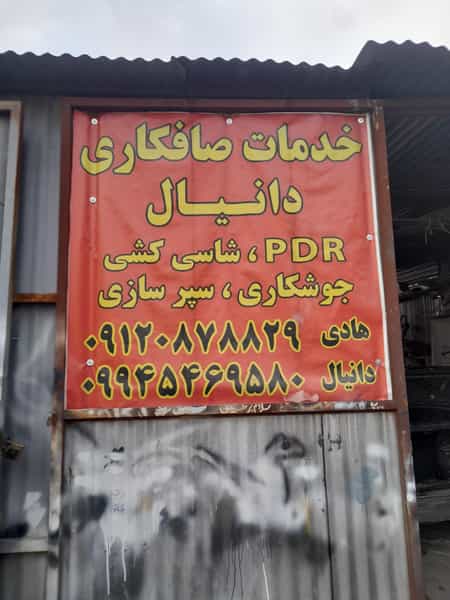 خدمات صافکاری
دانیال
PDR ، شاسی کشی
جوشکاری ، سپر سازی
هادی ۰۹۱۲۰۸۷۸۸۲۹
دانیال ۰۹۹۴۵۴۶۹۵۸۰